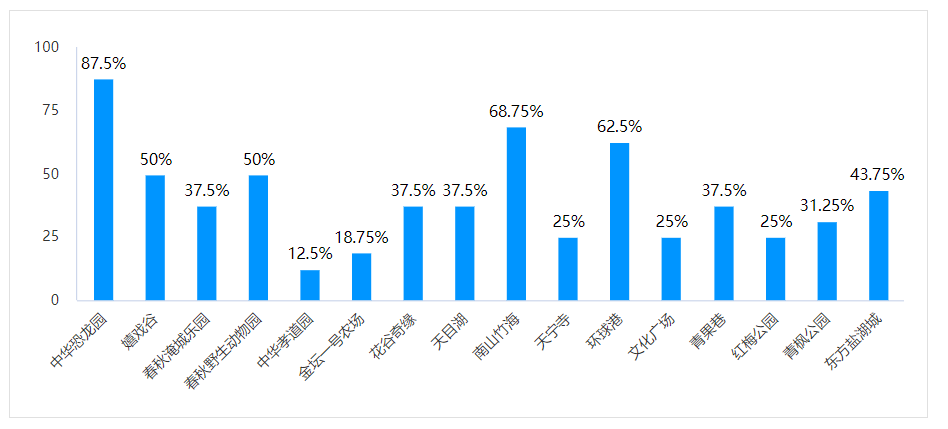 100
75
50
25
0
87.5%
50%
37.5%
50%
12.5%
18.75%
37.5%
37.5%
68.75%
25%
62.5%
25%
37.5%
25%
31.25%
43.75%
中华恐龙园
嬉戏谷
春秋淹城乐园
春秋野生动物园
中华孝道园
金坛一号农场
花谷奇缘
天目湖
南山竹海
天宁寺
环球港
文化广场
青果巷
红梅公园
青枫公园
东方盐湖城